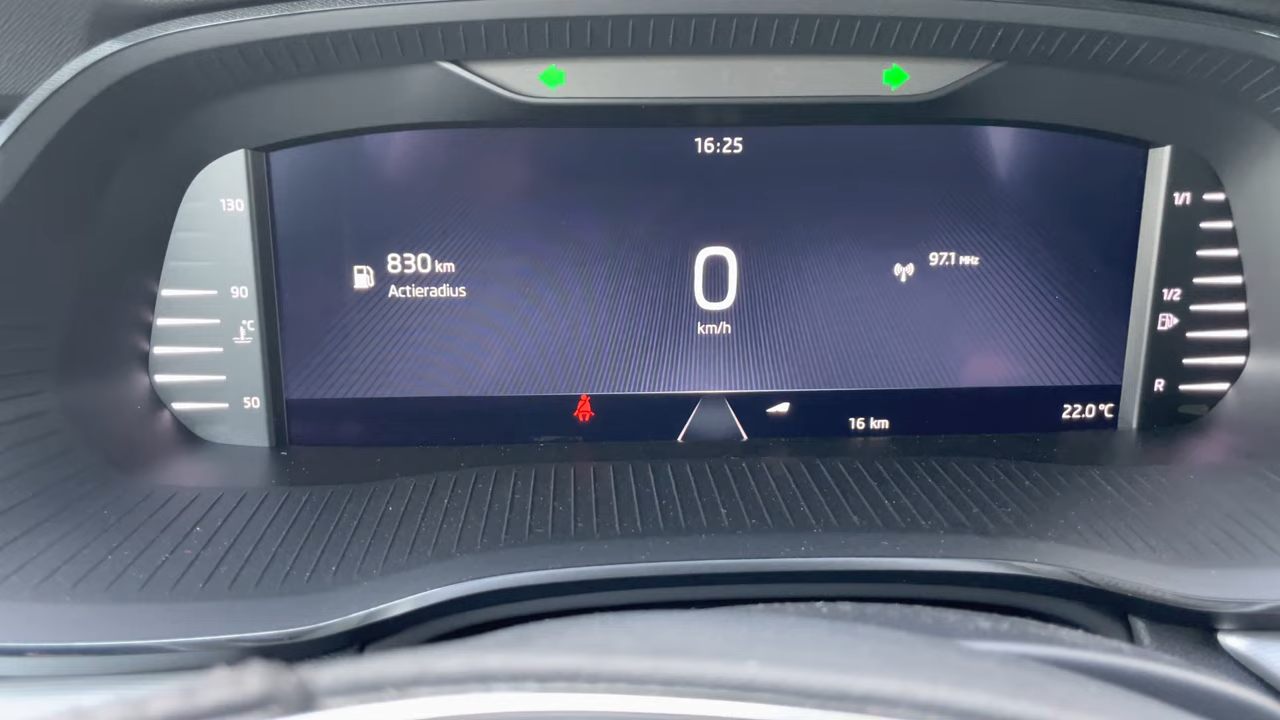 16:25
130
1/1
830 km
Actieradius
0
km/h
97.1 MHz
90
°C
50
1/2
R
16 km
22.0 °C